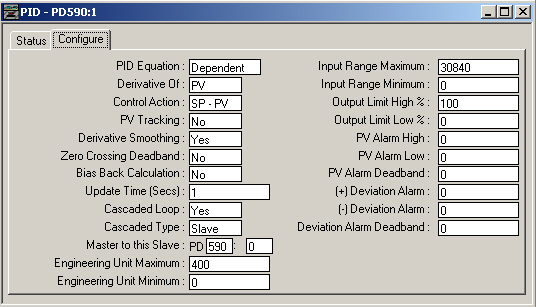 PID - PD590:1
Status Configure
PID Equation : Dependent
Derivative Of : PV
Control Action : SP - PV
PV Tracking : No
Derivative Smoothing : Yes
Zero Crossing Deadband : No
Bias Back Calculation : No
Update Time (Secs) : 1
Cascaded Loop : Yes
Cascaded Type : Slave
Master to this Slave : PD 590 : 0
Engineering Unit Maximum : 400
Engineering Unit Minimum : 0
Input Range Maximum : 30840
Input Range Minimum : 0
Output Limit High % : 100
Output Limit Low % : 0
PV Alarm High : 0
PV Alarm Low : 0
PV Alarm Deadband : 0
(+) Deviation Alarm : 0
(-) Deviation Alarm : 0
Deviation Alarm Deadband : 0